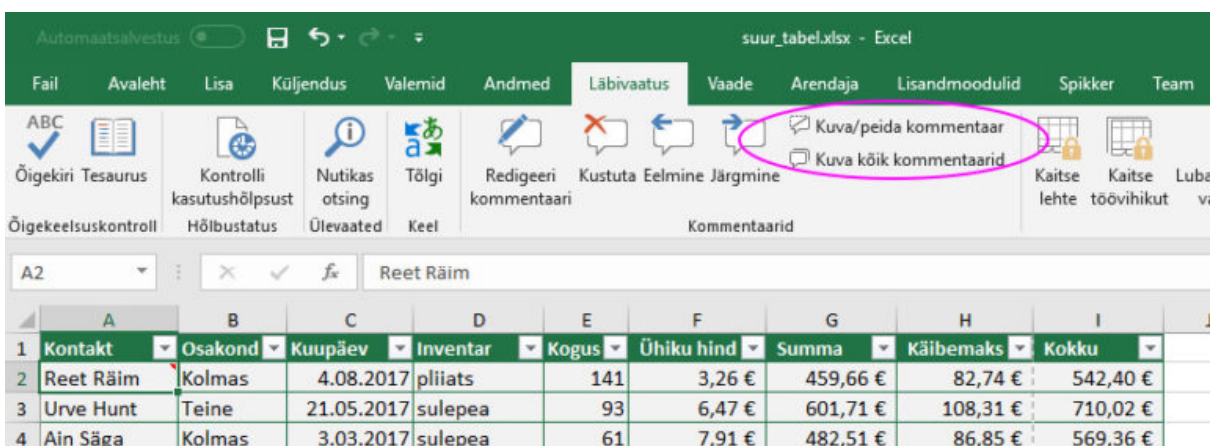 Automaatsalvestus
suur_tabel.xlsx - Excel
Fail Avaleht Lisa Küljendus Valemid Andmed Läbivaatus Vaade Arendaja Lisandmoodulid Spikker Team
ABC
Õigekiri Tesaurus
Õigekeelsuskontroll
Kontrolli
kasutushõlpsust
Hõlbustatus
Nutikas
otsing
Ülevaated
Tõlgi
Keel
Redigeeri
kommentaari
Kustuta Eelmine Järgmine
Kuva/peida kommentaar
Kuva kõik kommentaarid
Kommentaarid
Kaitse
lehte
Kaitse
töövihikut
A2 fx Reet Räim
A B C D E F G H I
1 Kontakt Osakond Kuupäev Inventar Kogus Ühiku hind Summa Käibemaks Kokku
2 Reet Räim Kolmas 4.08.2017 pliiats 141 3,26 € 459,66 € 82,74 € 542,40 €
3 Urve Hunt Teine 21.05.2017 sulepea 93 6,47 € 601,71 € 108,31 € 710,02 €
4 Ain Säga Kolmas 3.03.2017 sulepea 61 7,91 € 482,51 € 86,85 € 569,36 €